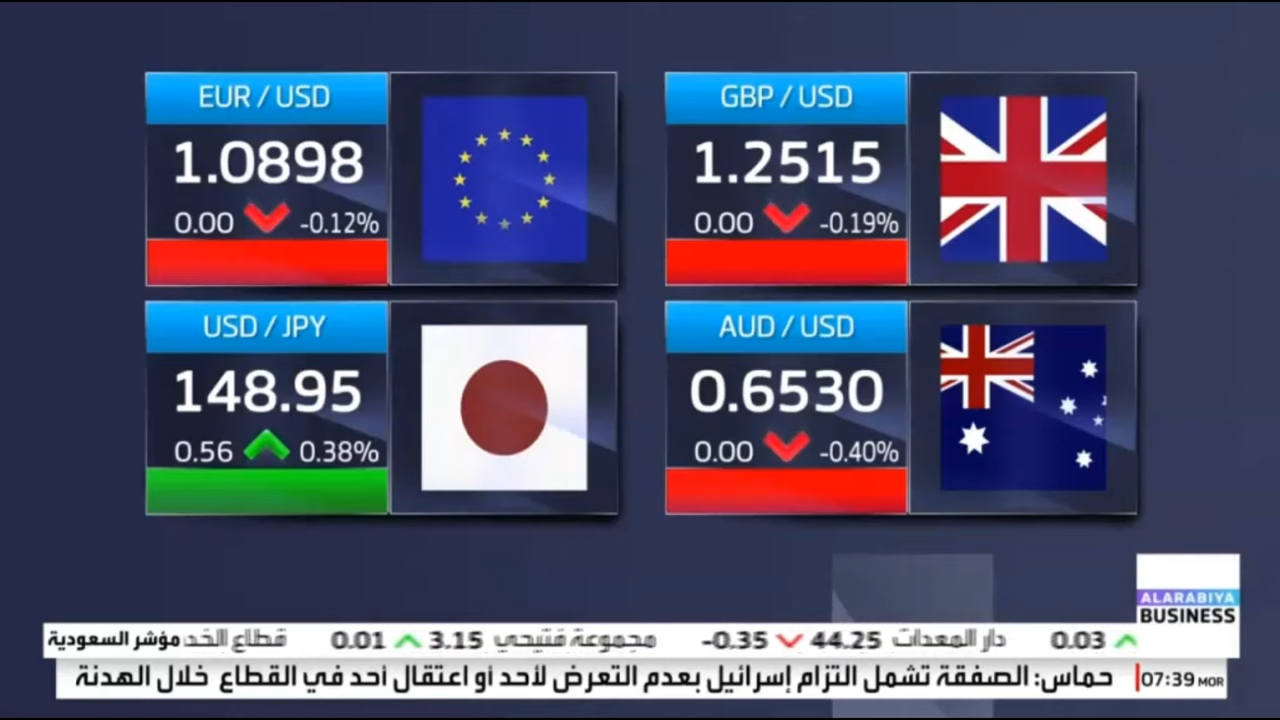 EUR / USD
1.0898
0.00 -0.12%
GBP / USD
1.2515
0.00 -0.19%
USD / JPY
148.95
0.56 0.38%
AUD / USD
0.6530
0.00 -0.40%
ALARABIYA
BUSINESS
0.03 دار المعدات 44.25 -0.35 مجموعة فتيحي 3.15 0.01 قطاع الخد مؤشر السعودية
حماس: الصفقة تشمل التزام إسرائيل بعدم التعرض لأحد أو اعتقال أحد في القطاع خلال الهدنة
07:39 MOR